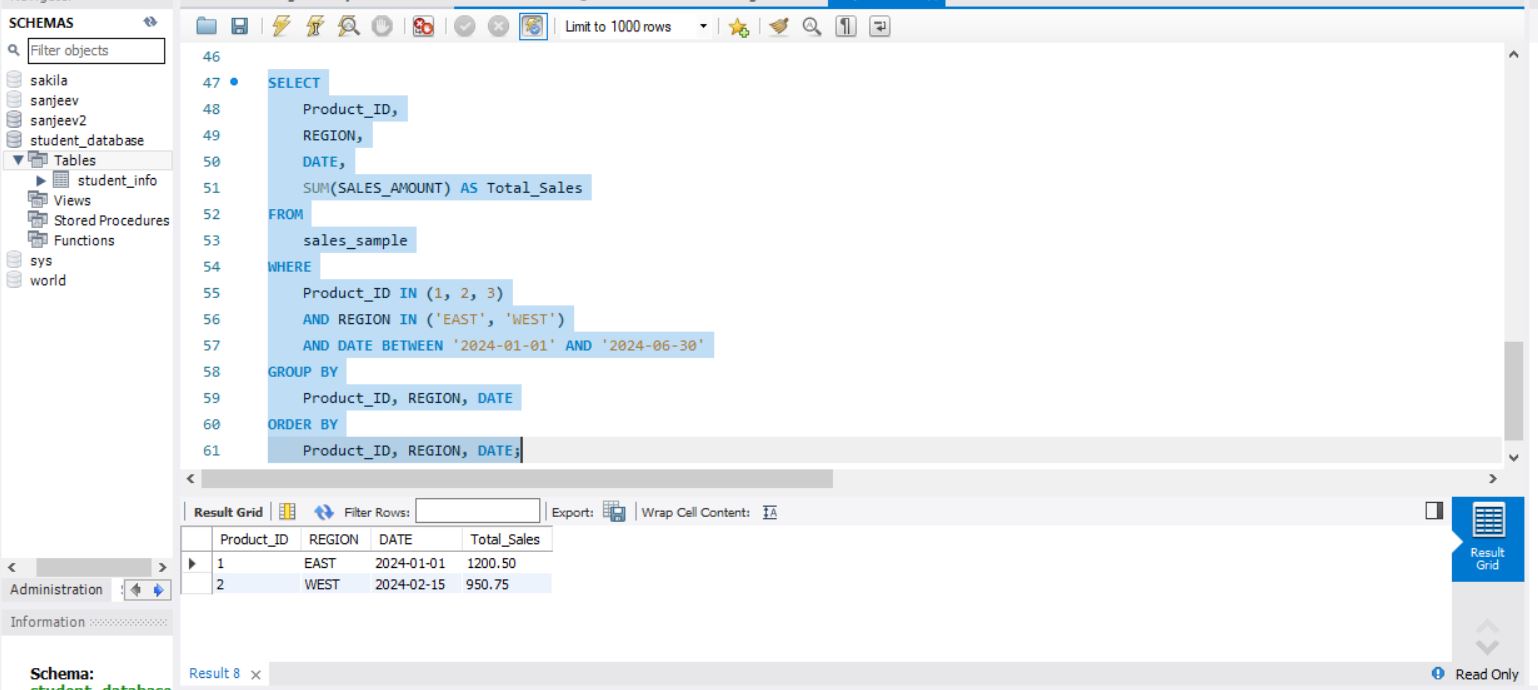 SCHEMAS
Filter objects
sakila
sanjeev
sanjeev2
student_database
Tables
student_info
Views
Stored Procedures
Functions
sys
world
Administration
Information
Schema:
student_database
Limit to 1000 rows
46
47 SELECT
48 Product_ID,
49 REGION,
50 DATE,
51 SUM(SALES_AMOUNT) AS Total_Sales
52 FROM
53 sales_sample
54 WHERE
55 Product_ID IN (1, 2, 3)
56 AND REGION IN ('EAST', 'WEST')
57 AND DATE BETWEEN '2024-01-01' AND '2024-06-30'
58 GROUP BY
59 Product_ID, REGION, DATE
60 ORDER BY
61 Product_ID, REGION, DATE;
Result Grid Filter Rows: Export: Wrap Cell Content:
Product_ID REGION DATE Total_Sales
1 EAST 2024-01-01 1200.50
2 WEST 2024-02-15 950.75
Result
Grid
Result 8
Read Only